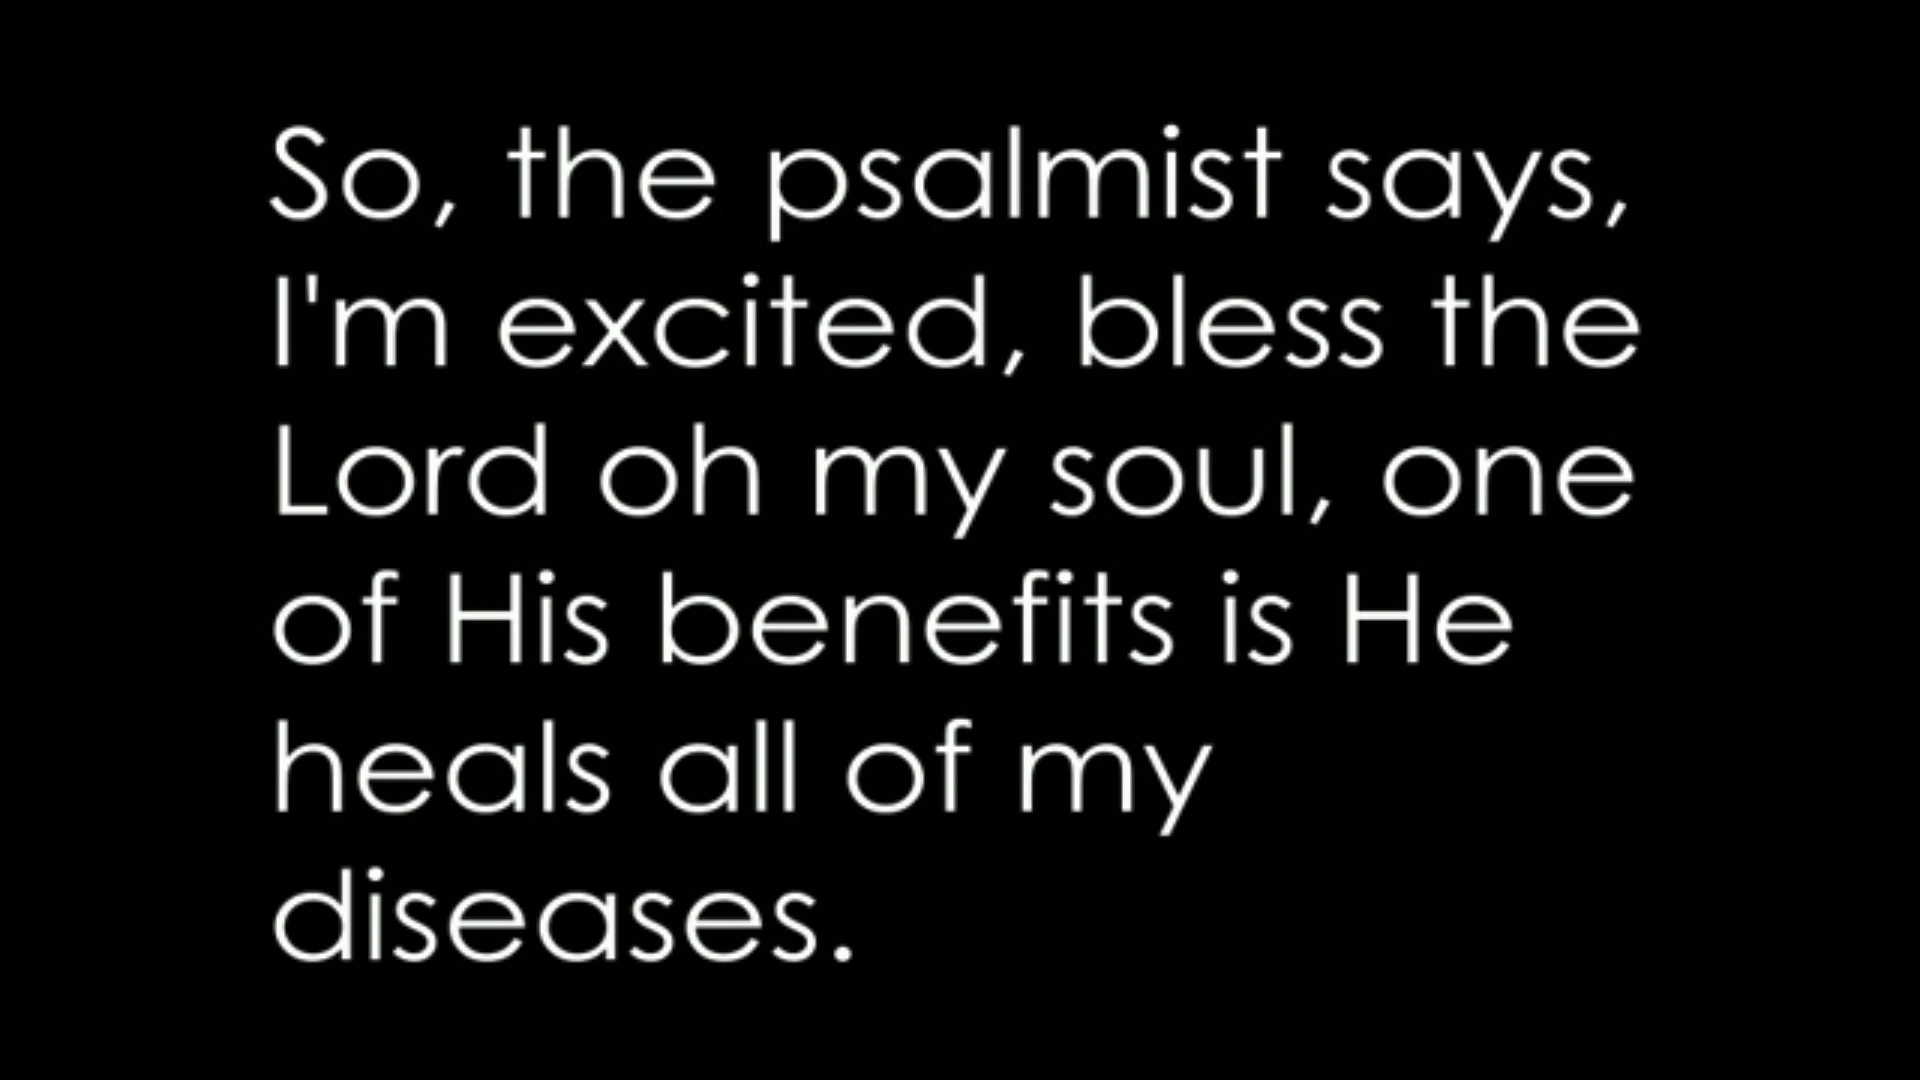 So, the psalmist says,
I'm excited, bless the
Lord oh my soul, one
of His benefits is He
heals all of my
diseases.